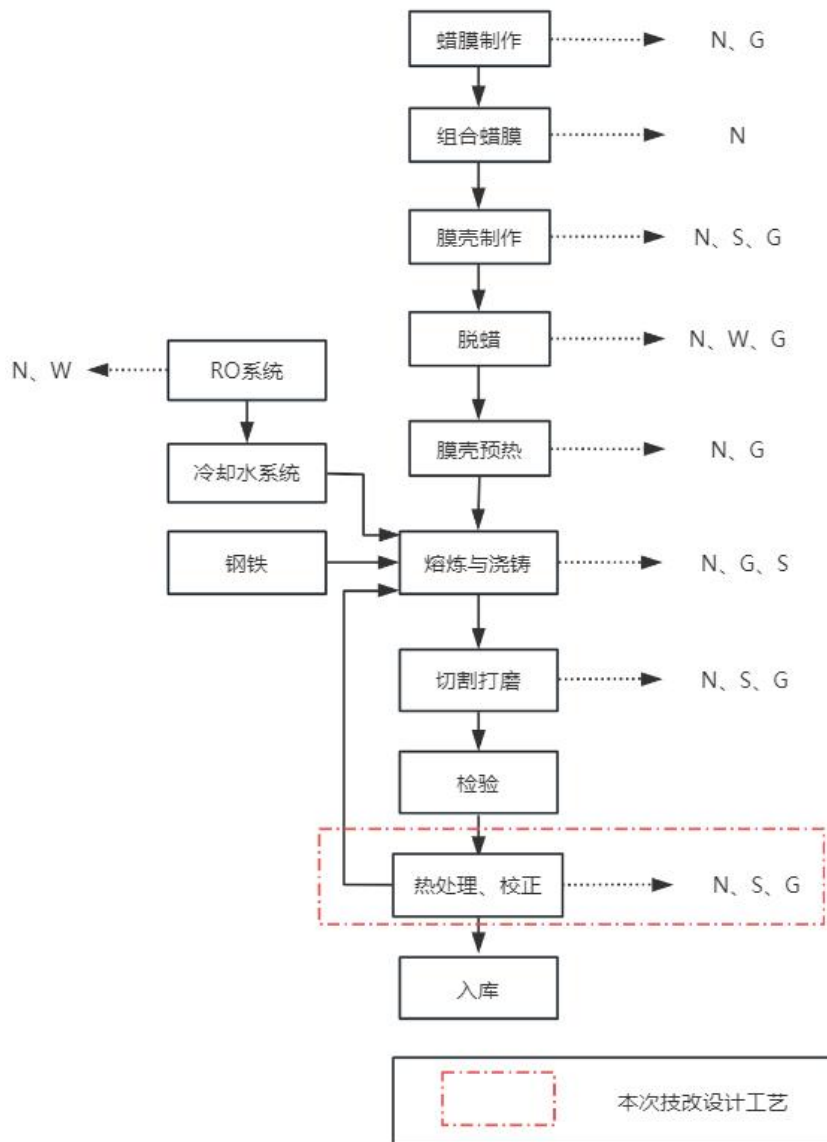 蜡膜制作
N、G
组合蜡膜
N
膜壳制作
N、S、G
脱蜡
N、W、G
N、W
RO系统
膜壳预热
N、G
冷却水系统
钢铁
熔炼与浇铸
N、G、S
切割打磨
N、S、G
检验
热处理、校正
N、S、G
入库
本次技改设计工艺